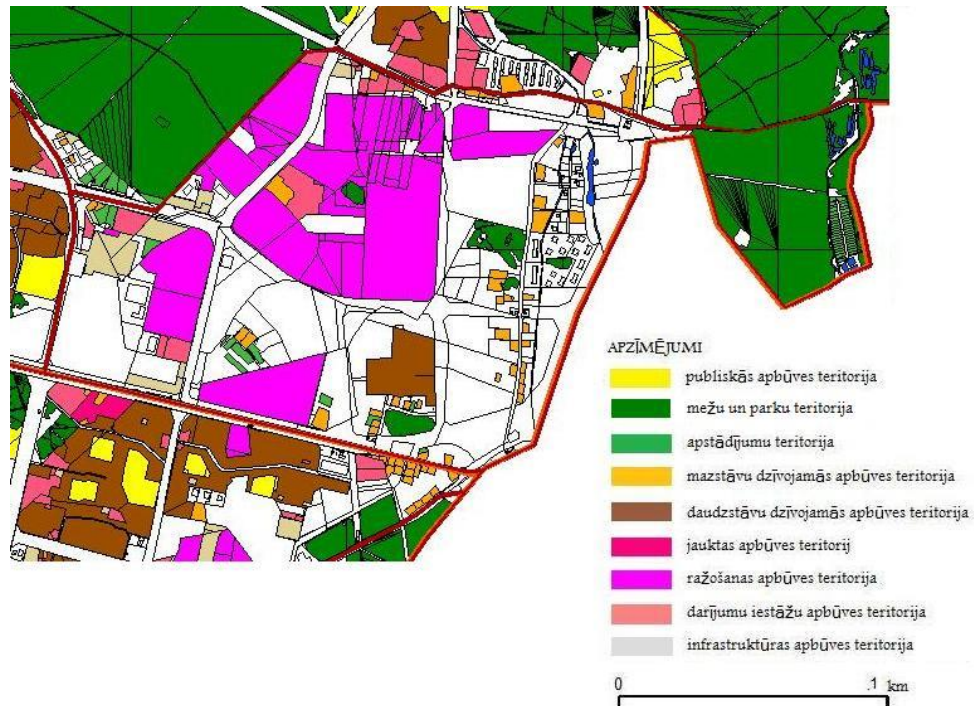 APZĪMĒJUMI
publiskās apbūves teritorija
mežu un parku teritorija
apstādījumu teritorija
mazstāvu dzīvojamās apbūves teritorija
daudzstāvu dzīvojamās apbūves teritorija
jauktas apbūves teritorij
ražošanas apbūves teritorija
darījumu iestāžu apbūves teritorija
infrastruktūras apbūves teritorija
0 .1 km